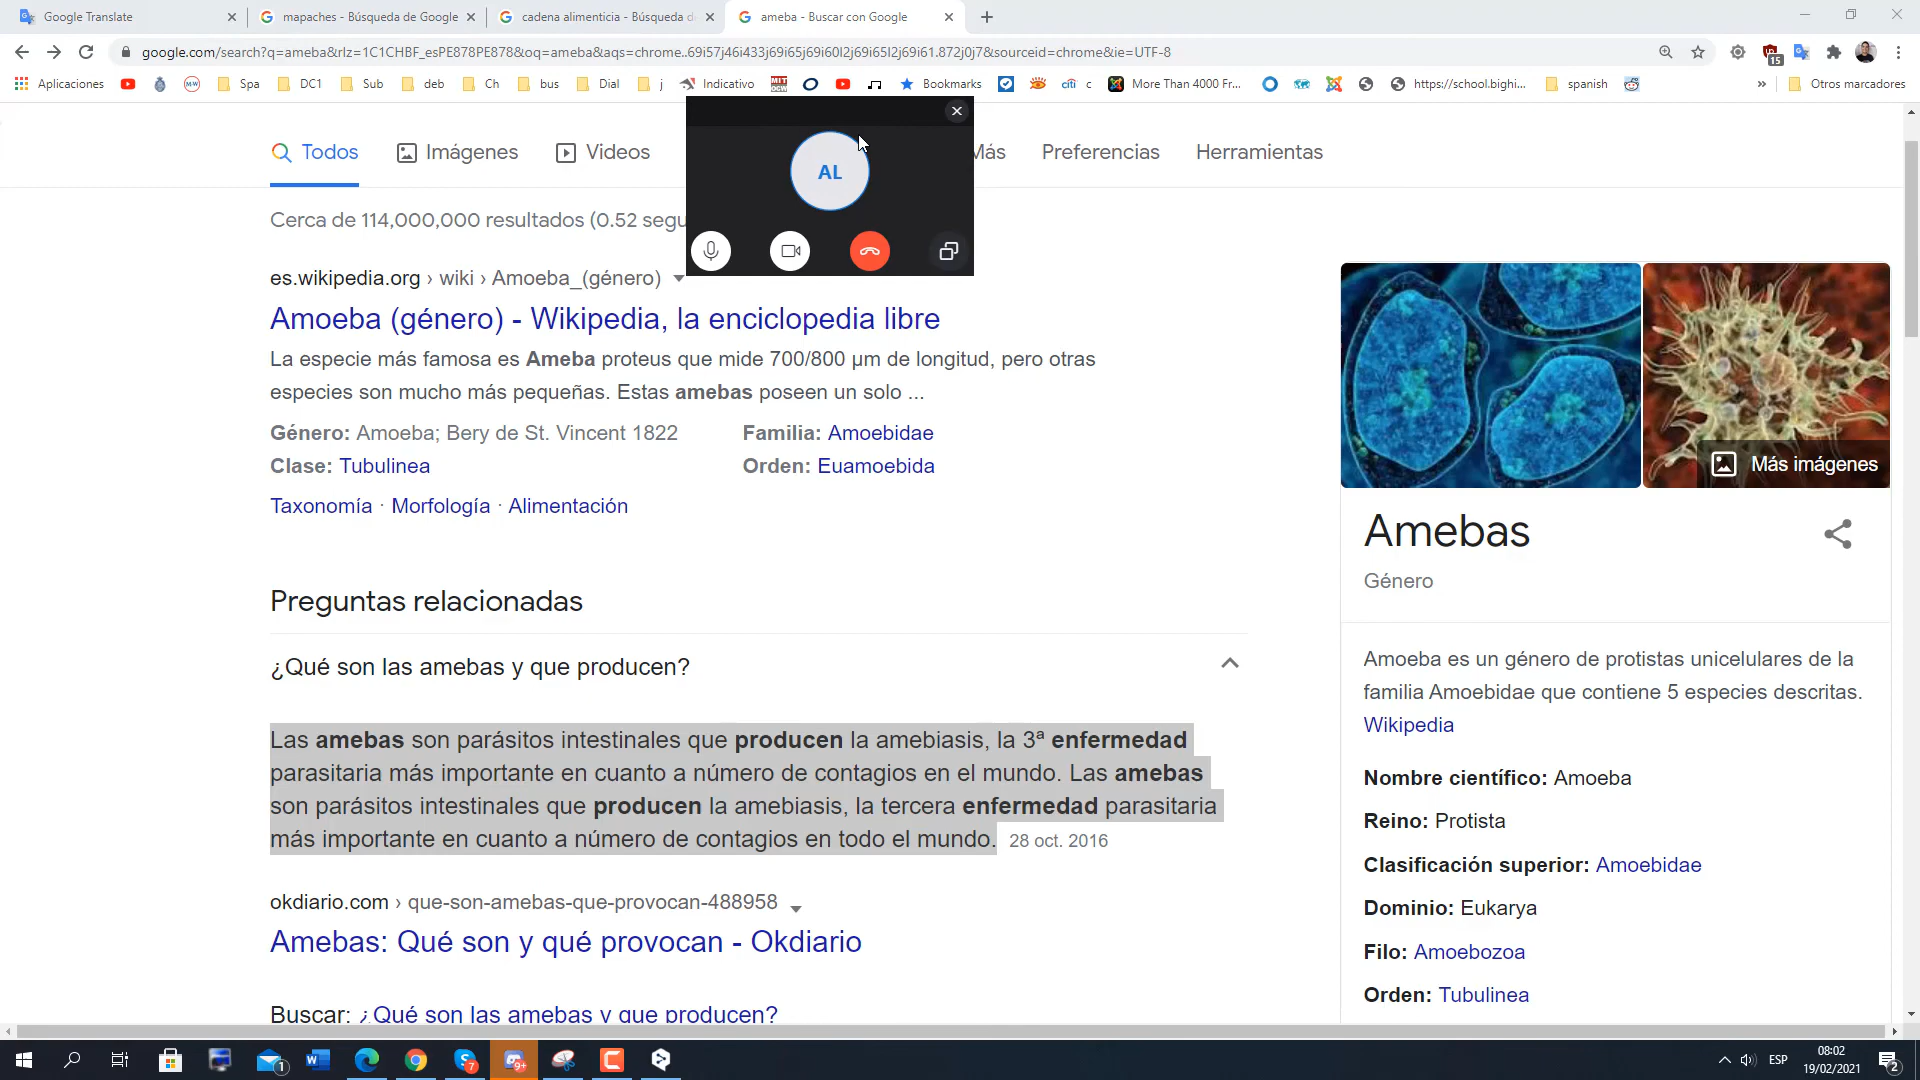 Google Translate
mapaches - Búsqueda de Google
cadena alimenticia - Búsqueda d
ameba - Buscar con Google
google.com/search?q=ameba&rlz=1C1CHBF_esPE878PE878&oq=ameba&aqs=chrome..69i57j46i433j69i65j69i60l2j69i65l2j69i61.872j0j7&sourceid=chrome&ie=UTF-8
15
Aplicaciones
Spa
DC1
Sub
deb
Ch
bus
Dial
j
Indicativo
MIT
Bookmarks
citi
c
More Than 4000 Fr...
https://school.bighi...
spanish
»
Otros marcadores
Todos
Imágenes
Videos
Más
Preferencias
Herramientas
AL
Cerca de 114,000,000 resultados (0.52 segu
es.wikipedia.org › wiki › Amoeba_(género)
Amoeba (género) - Wikipedia, la enciclopedia libre
La especie más famosa es Ameba proteus que mide 700/800 μm de longitud, pero otras
especies son mucho más pequeñas. Estas amebas poseen un solo ...
Género: Amoeba; Bery de St. Vincent 1822
Familia: Amoebidae
Clase: Tubulinea
Orden: Euamoebida
Taxonomía · Morfología · Alimentación
Preguntas relacionadas
¿Qué son las amebas y que producen?
Las amebas son parásitos intestinales que producen la amebiasis, la 3ª enfermedad
parasitaria más importante en cuanto a número de contagios en el mundo. Las amebas
son parásitos intestinales que producen la amebiasis, la tercera enfermedad parasitaria
más importante en cuanto a número de contagios en todo el mundo. 28 oct. 2016
okdiario.com › que-son-amebas-que-provocan-488958
Amebas: Qué son y qué provocan - Okdiario
Buscar: ¿Qué son las amebas y que producen?
Más imágenes
Amebas
Género
Amoeba es un género de protistas unicelulares de la
familia Amoebidae que contiene 5 especies descritas.
Wikipedia
Nombre científico: Amoeba
Reino: Protista
Clasificación superior: Amoebidae
Dominio: Eukarya
Filo: Amoebozoa
Orden: Tubulinea
1
7
9+
ESP
08:02
19/02/2021
2